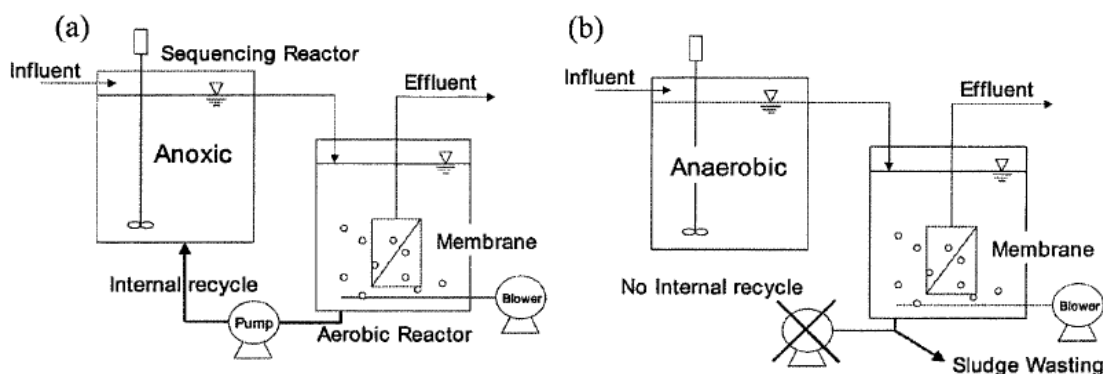 (a)
Sequencing Reactor
Influent
Effluent
Anoxic
Membrane
Internal recycle
Pump
Blower
Aerobic Reactor
(b)
Influent
Effluent
Anaerobic
Membrane
No Internal recycle
Blower
Sludge Wasting